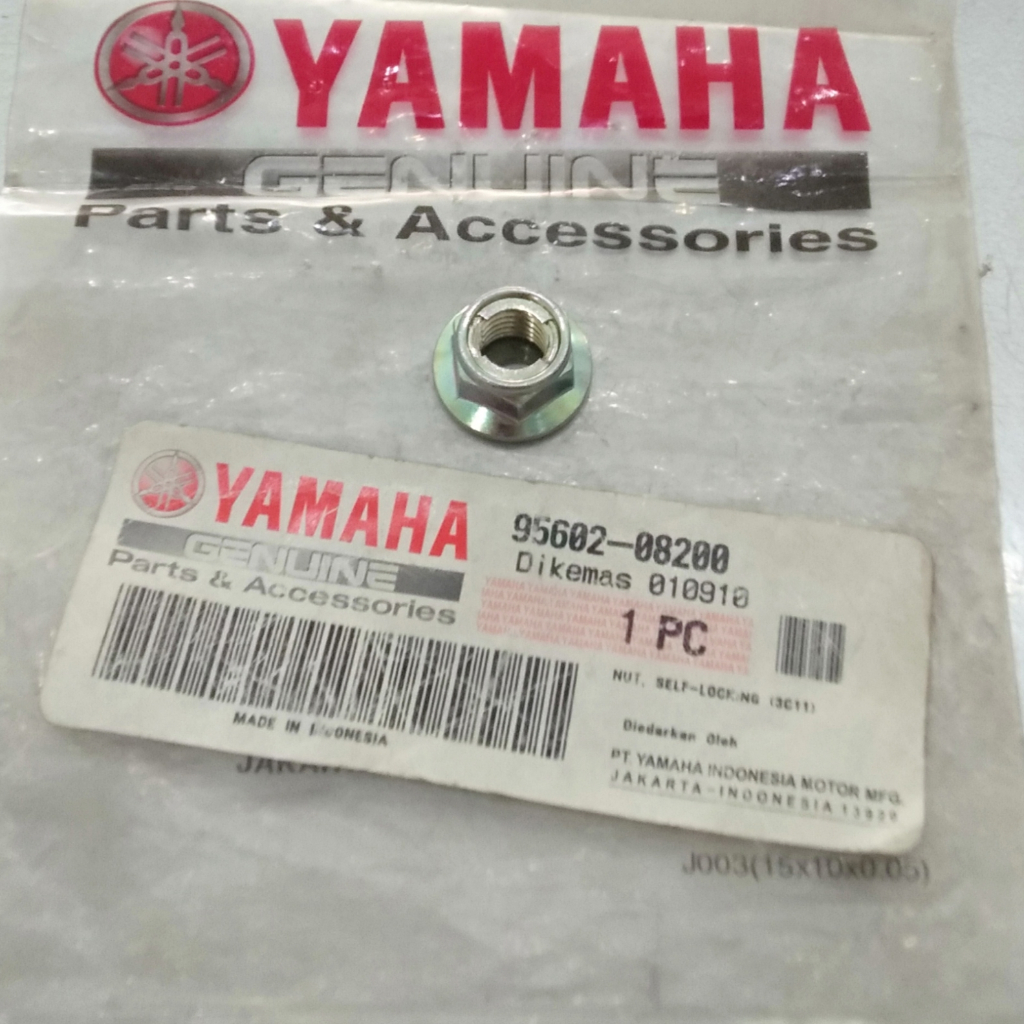 YAMAHA
GENUINE
Parts & Accessories
YAMAHA
GENUINE
Parts & Accessories
MADE IN INDONESIA
95602-08200
Dikemas 010910
1 PC
NUT, SELF-LOCKING (3C11)
Diedarkan Oleh
PT. YAMAHA INDONESIA MOTOR MFG.
JAKARTA-INDONESIA 13920
J003(15x10x0.05)